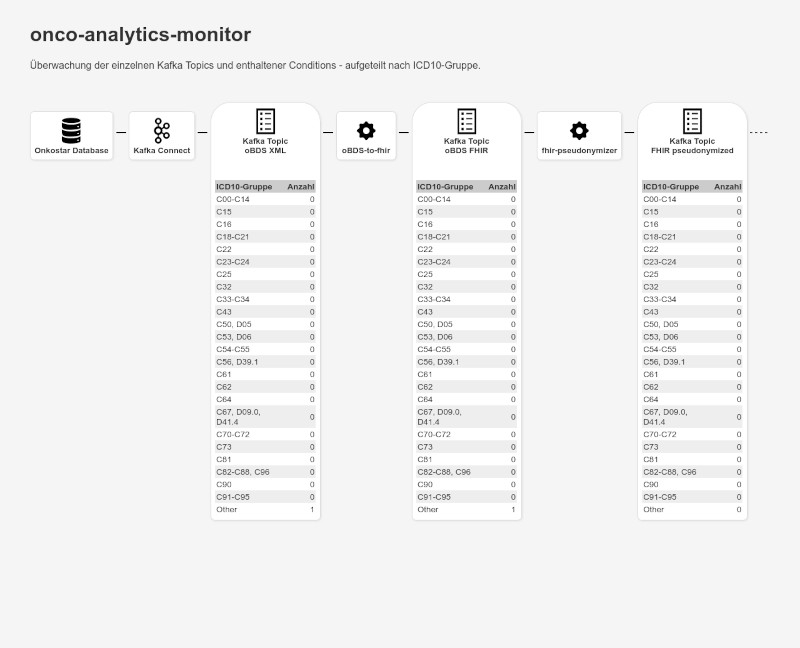 onco-analytics-monitor
Überwachung der einzelnen Kafka Topics und enthaltener Conditions - aufgeteilt nach ICD10-Gruppe.
Onkostar Database
Kafka Connect
Kafka Topic
oBDS XML
ICD10-Gruppe Anzahl
C00-C14 0
C15 0
C16 0
C18-C21 0
C22 0
C23-C24 0
C25 0
C32 0
C33-C34 0
C43 0
C50, D05 0
C53, D06 0
C54-C55 0
C56, D39.1 0
C61 0
C62 0
C64 0
C67, D09.0,
D41.4 0
C70-C72 0
C73 0
C81 0
C82-C88, C96 0
C90 0
C91-C95 0
Other 1
oBDS-to-fhir
Kafka Topic
oBDS FHIR
ICD10-Gruppe Anzahl
C00-C14 0
C15 0
C16 0
C18-C21 0
C22 0
C23-C24 0
C25 0
C32 0
C33-C34 0
C43 0
C50, D05 0
C53, D06 0
C54-C55 0
C56, D39.1 0
C61 0
C62 0
C64 0
C67, D09.0,
D41.4 0
C70-C72 0
C73 0
C81 0
C82-C88, C96 0
C90 0
C91-C95 0
Other 1
fhir-pseudonymizer
Kafka Topic
FHIR pseudonymized
ICD10-Gruppe Anzahl
C00-C14 0
C15 0
C16 0
C18-C21 0
C22 0
C23-C24 0
C25 0
C32 0
C33-C34 0
C43 0
C50, D05 0
C53, D06 0
C54-C55 0
C56, D39.1 0
C61 0
C62 0
C64 0
C67, D09.0,
D41.4 0
C70-C72 0
C73 0
C81 0
C82-C88, C96 0
C90 0
C91-C95 0
Other 0